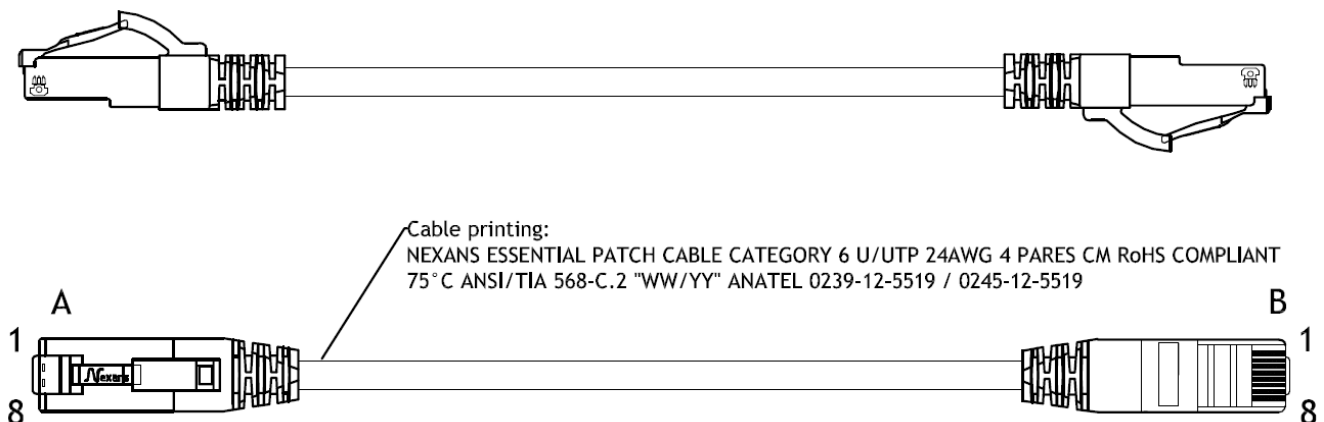 Cable printing:
NEXANS ESSENTIAL PATCH CABLE CATEGORY 6 U/UTP 24AWG 4 PARES CM RoHS COMPLIANT
75°C ANSI/TIA 568-C.2 "WW/YY" ANATEL 0239-12-5519 / 0245-12-5519
A
B
1
1
Nexans
8
8